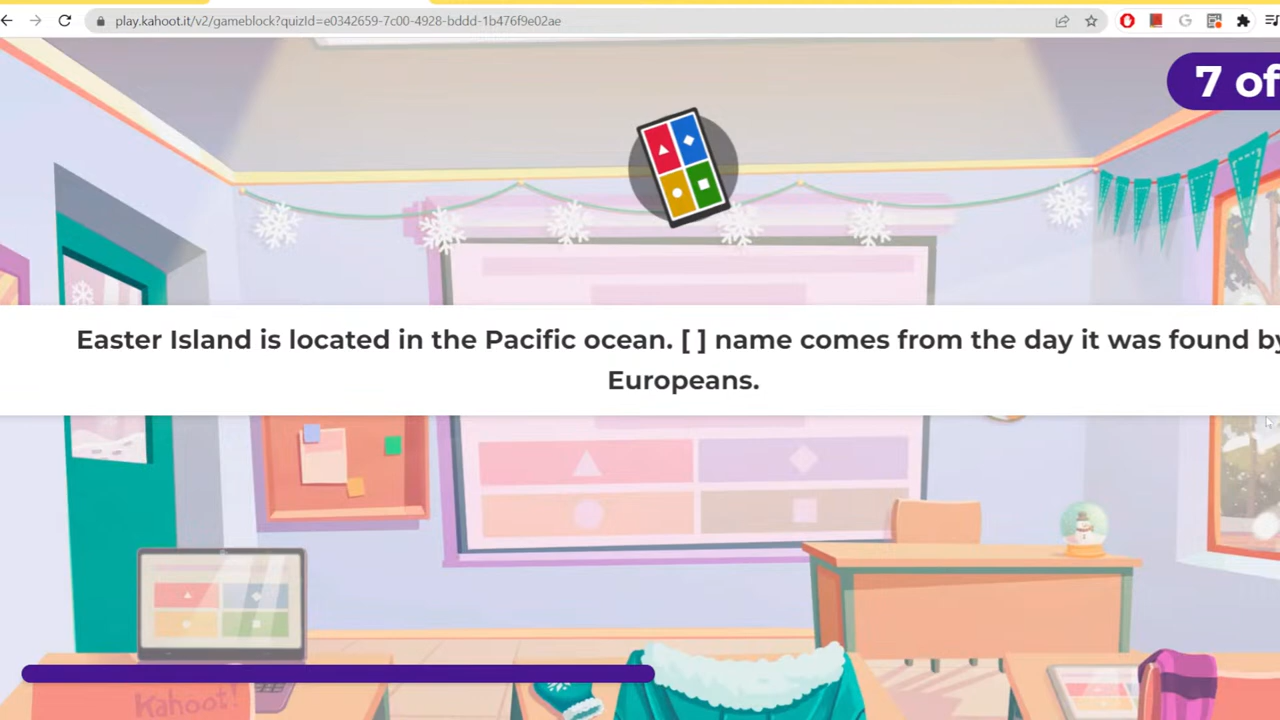 play.kahoot.it/v2/gameblock?quizId=e0342659-7c00-4928-bddd-1b476f9e02ae
7 of
Easter Island is located in the Pacific ocean. [ ] name comes from the day it was found by
Europeans.
Kahoot!